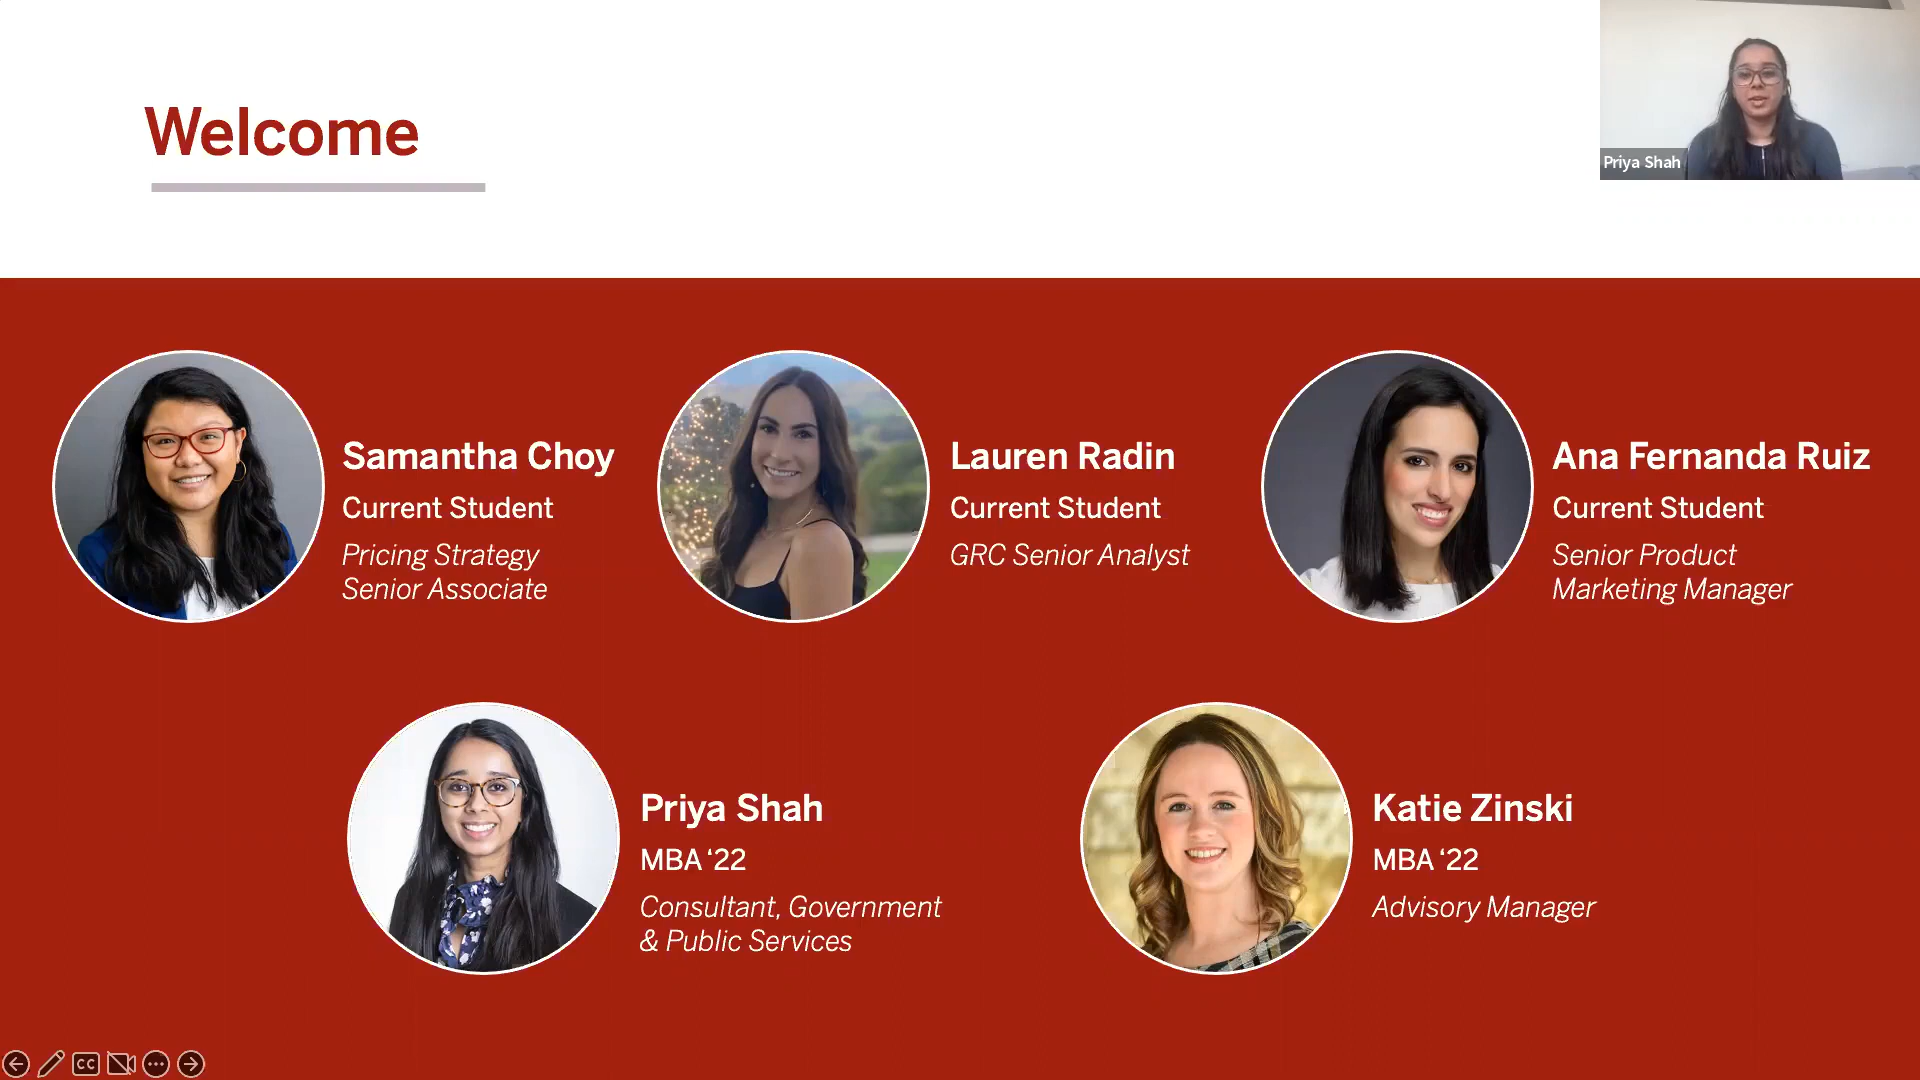 Welcome
Priya Shah
Samantha Choy
Current Student
Pricing Strategy
Senior Associate
Lauren Radin
Current Student
GRC Senior Analyst
Ana Fernanda Ruiz
Current Student
Senior Product
Marketing Manager
Priya Shah
MBA ‘22
Consultant, Government
& Public Services
Katie Zinski
MBA ‘22
Advisory Manager
CC